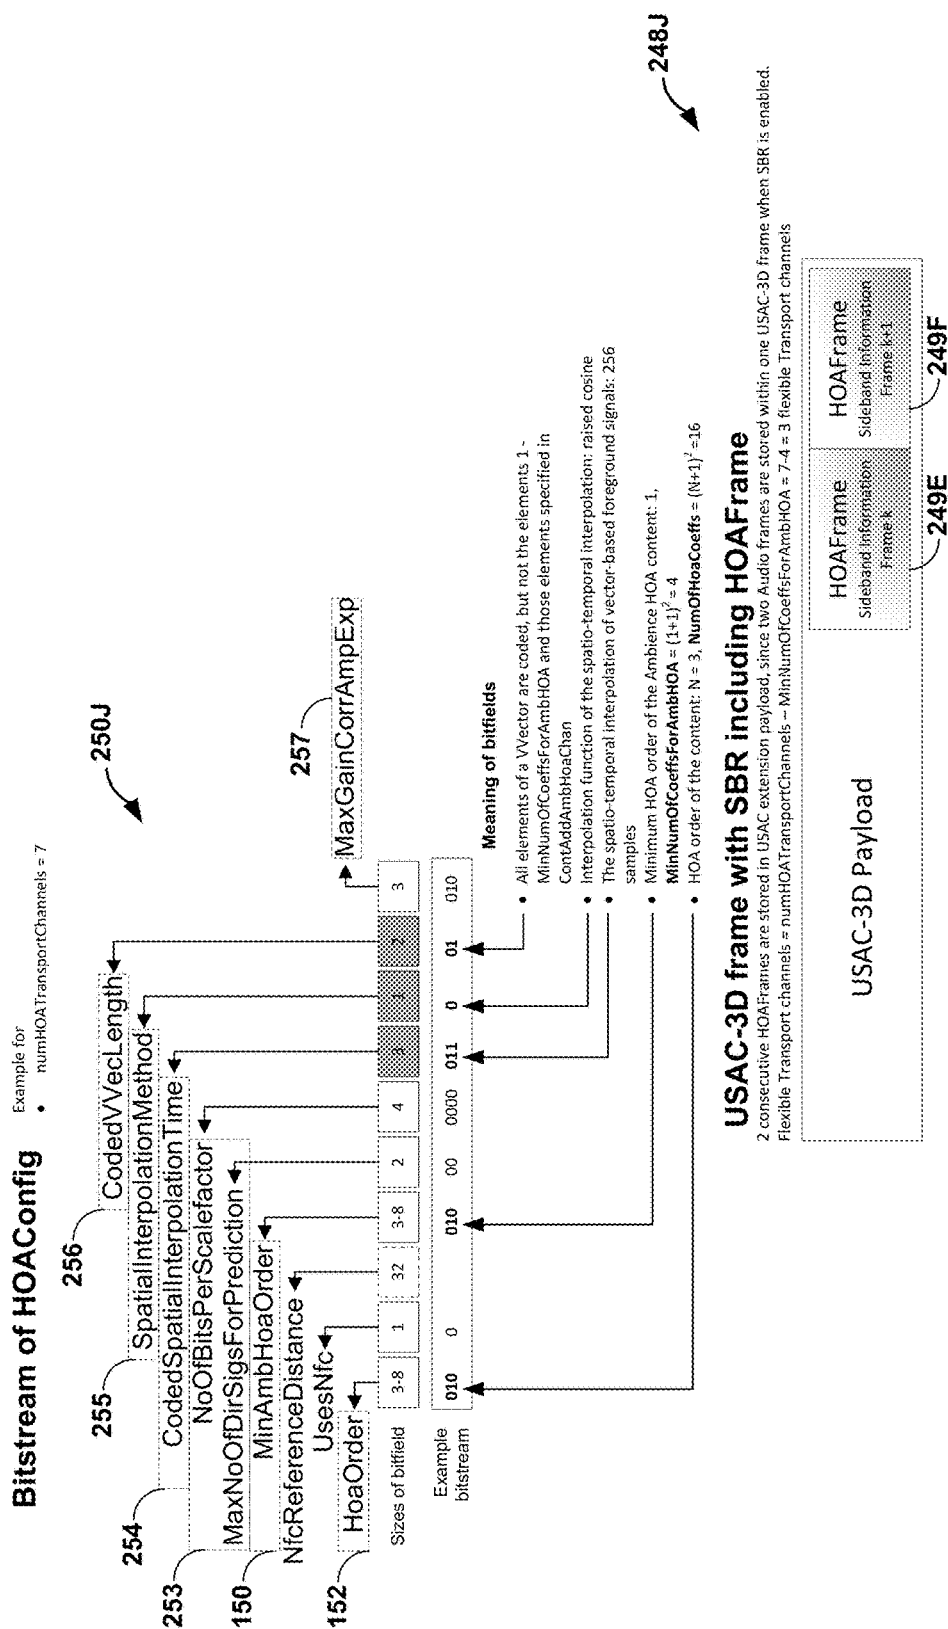 Bitstream of HOAConfig
Example for
• numHOATransportChannels = 7
250J
256
CodedVVecLength
255
SpatialInterpolationMethod
254
CodedSpatialInterpolationTime
253
NoOfBitsPerScalefactor
MaxNoOfDirSigsForPrediction
150
MinAmbHoaOrder
NfcReferenceDistance
UsesNfc
152
HoaOrder
257
MaxGainCorrAmpExp
Sizes of bitfield
3-8 1 32 3-8 2 4 3
Example
bitstream
010 0 010 00 0000 011 0 01 010
Meaning of bitfields
• All elements of a VVector are coded, but not the elements 1 -
MinNumOfCoeffsForAmbHOA and those elements specified in
ContAddAmbHoaChan
• Interpolation function of the spatio-temporal interpolation: raised cosine
• The spatio-temporal interpolation of vector-based foreground signals: 256
samples
• Minimum HOA order of the Ambience HOA content: 1,
MinNumOfCoeffsForAmbHOA = (1+1)² = 4
• HOA order of the content: N = 3, NumOfHoaCoeffs = (N+1)² =16
248J
USAC-3D frame with SBR including HOAFrame
2 consecutive HOAFrames are stored in USAC extension payload, since two Audio frames are stored within one USAC-3D frame when SBR is enabled.
Flexible Transport channels = numHOATransportChannels – MinNumOfCoeffsForAmbHOA = 7-4 = 3 flexible Transport channels
USAC-3D Payload
HOAFrame
Sideband Information
Frame k
HOAFrame
Sideband Information
Frame k+1
249E
249F